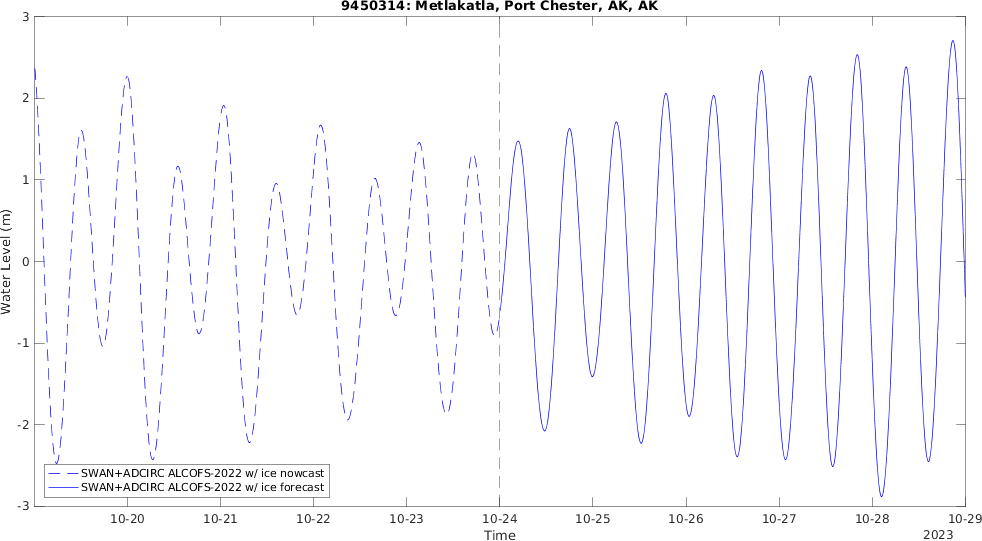 9450314: Metlakatla, Port Chester, AK, AK
3
2
1
0
-1
-2
-3
Water Level (m)
SWAN+ADCIRC ALCOFS-2022 w/ ice nowcast
SWAN+ADCIRC ALCOFS-2022 w/ ice forecast
10-20 10-21 10-22 10-23 10-24 10-25 10-26 10-27 10-28 10-29
Time
2023